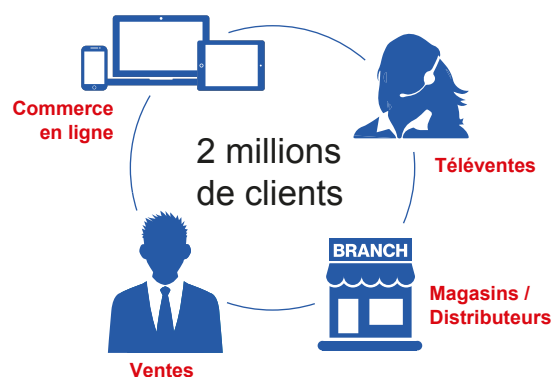 Commerce
en ligne
2 millions
de clients
Téléventes
BRANCH
Magasins /
Distributeurs
Ventes